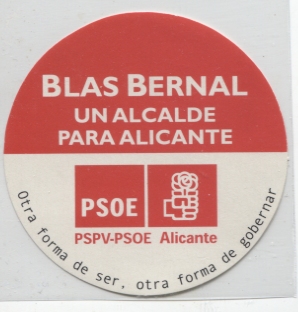 BLAS BERNAL
UN ALCALDE
PARA ALICANTE
PSOE
PSPV-PSOE Alicante
Otra forma de ser, otra forma de gobernar